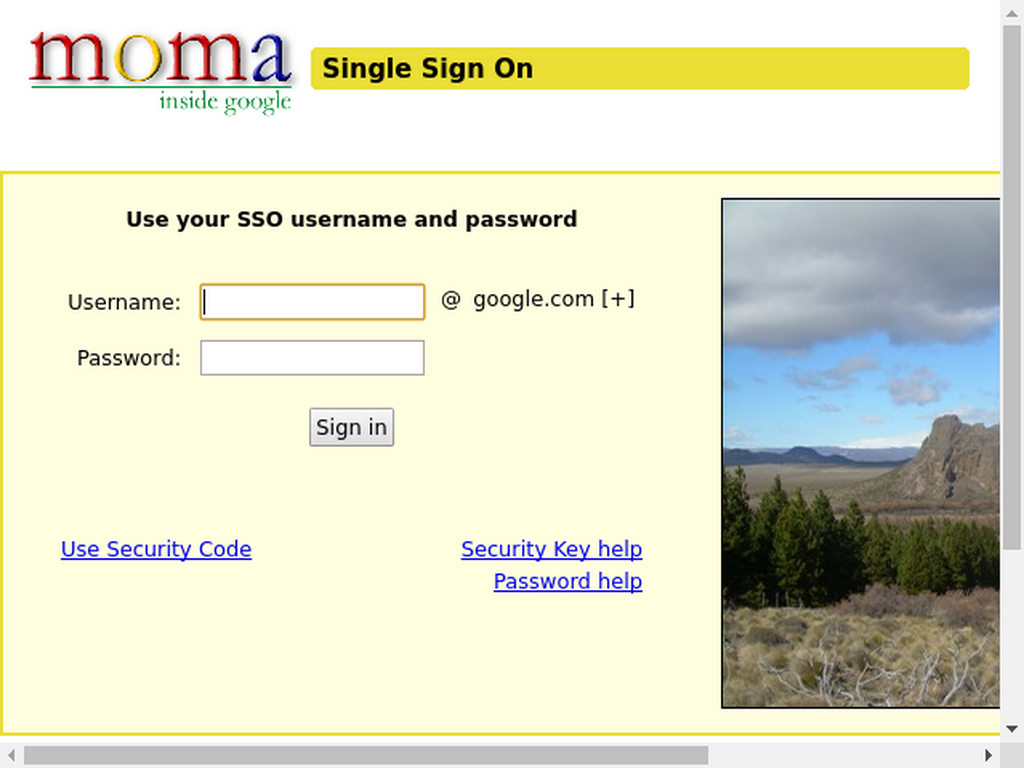 moma
inside google
Single Sign On
Use your SSO username and password
Username:
@ google.com [+]
Password:
Sign in
Use Security Code
Security Key help
Password help